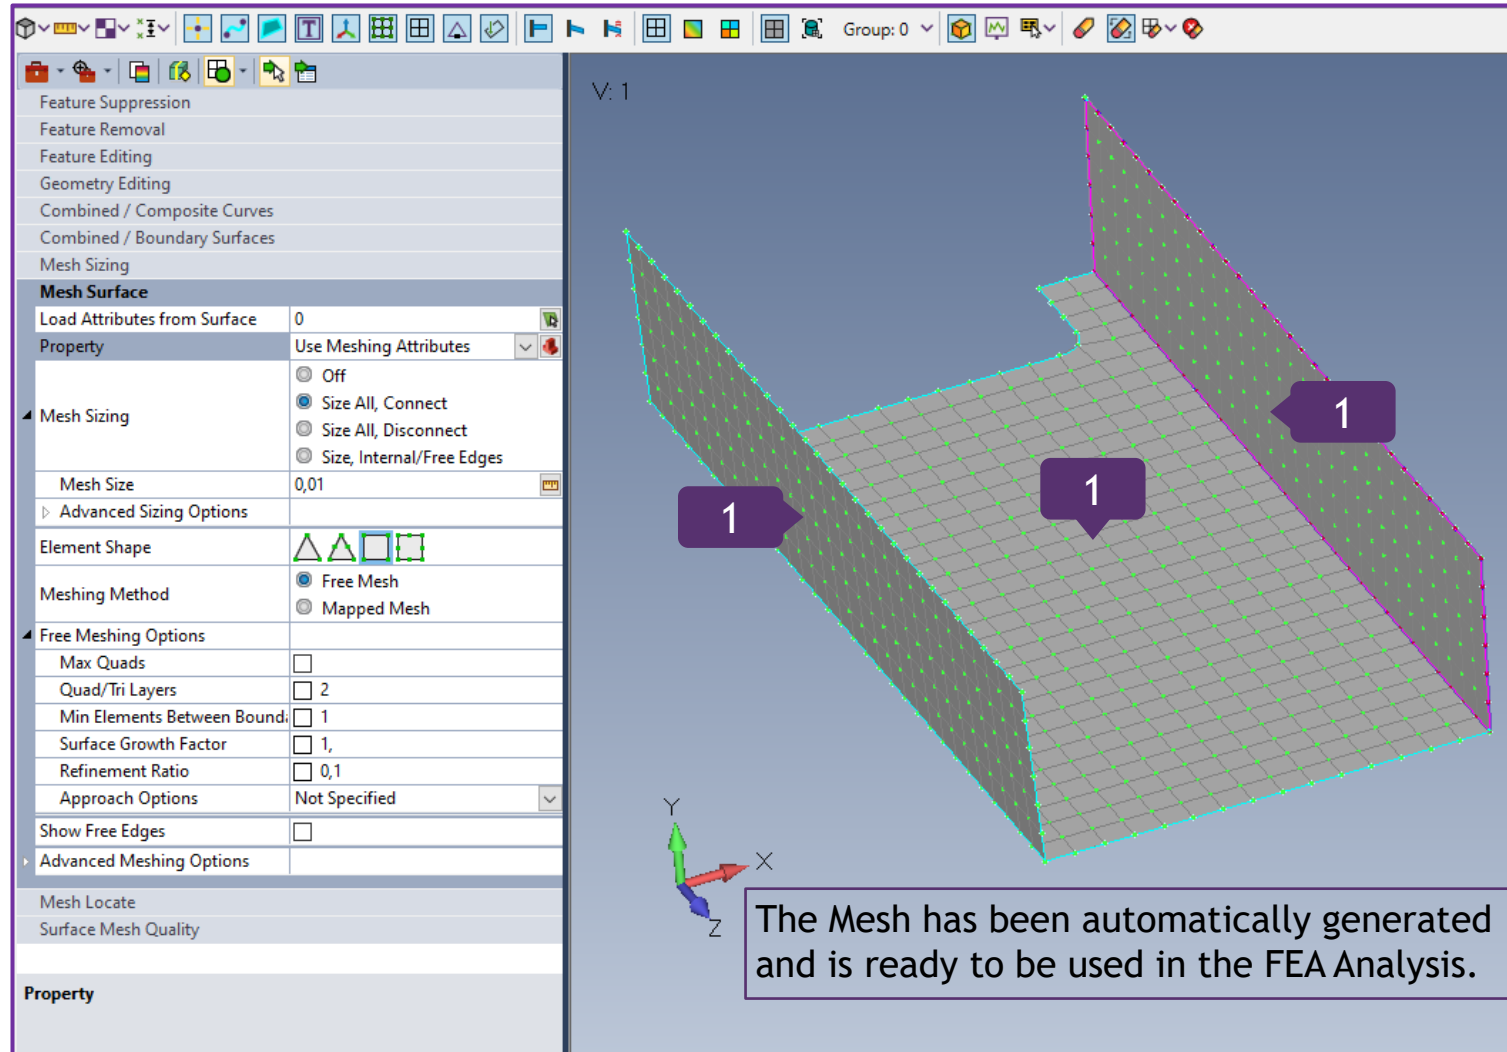 Group: 0
Feature Suppression
Feature Removal
Feature Editing
Geometry Editing
Combined / Composite Curves
Combined / Boundary Surfaces
Mesh Sizing
Mesh Surface
Load Attributes from Surface 0
Property Use Meshing Attributes
Off
Mesh Sizing
Size All, Connect
Size All, Disconnect
Size, Internal/Free Edges
Mesh Size 0,01
Advanced Sizing Options
Element Shape
Free Mesh
Meshing Method
Mapped Mesh
Free Meshing Options
Max Quads
Quad/Tri Layers 2
Min Elements Between Bound 1
Surface Growth Factor 1,
Refinement Ratio 0,1
Approach Options Not Specified
Show Free Edges
Advanced Meshing Options
Mesh Locate
Surface Mesh Quality
Property
V: 1
1
1
1
Y
X
Z
The Mesh has been automatically generated
and is ready to be used in the FEA Analysis.